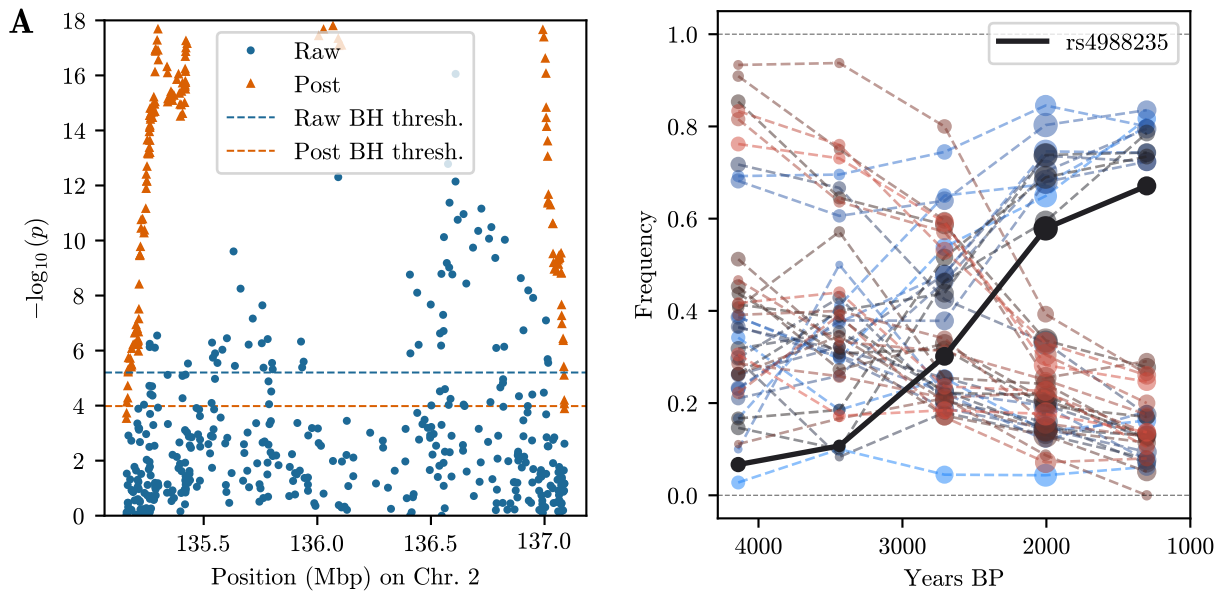 A
18
16
14
12
10
8
6
4
2
0
−log₁₀ (p)
Raw
Post
Raw BH thresh.
Post BH thresh.
135.5 136.0 136.5 137.0
Position (Mbp) on Chr. 2
1.0
0.8
0.6
0.4
0.2
0.0
Frequency
rs4988235
4000 3000 2000 1000
Years BP